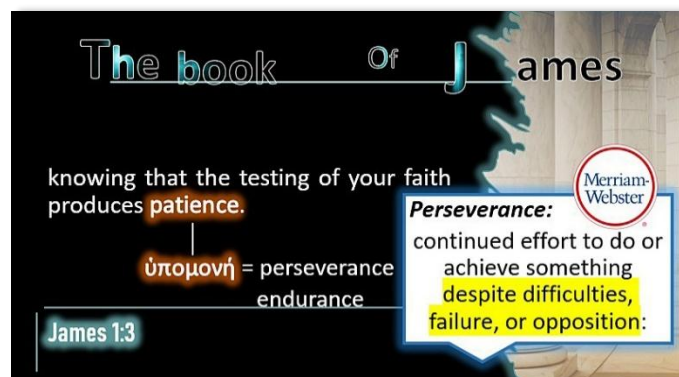 The book Of James
knowing that the testing of your faith
produces patience.
ὑπομονή = perseverance
endurance
James 1:3
Merriam-
Webster
Perseverance:
continued effort to do or
achieve something
despite difficulties,
failure, or opposition: